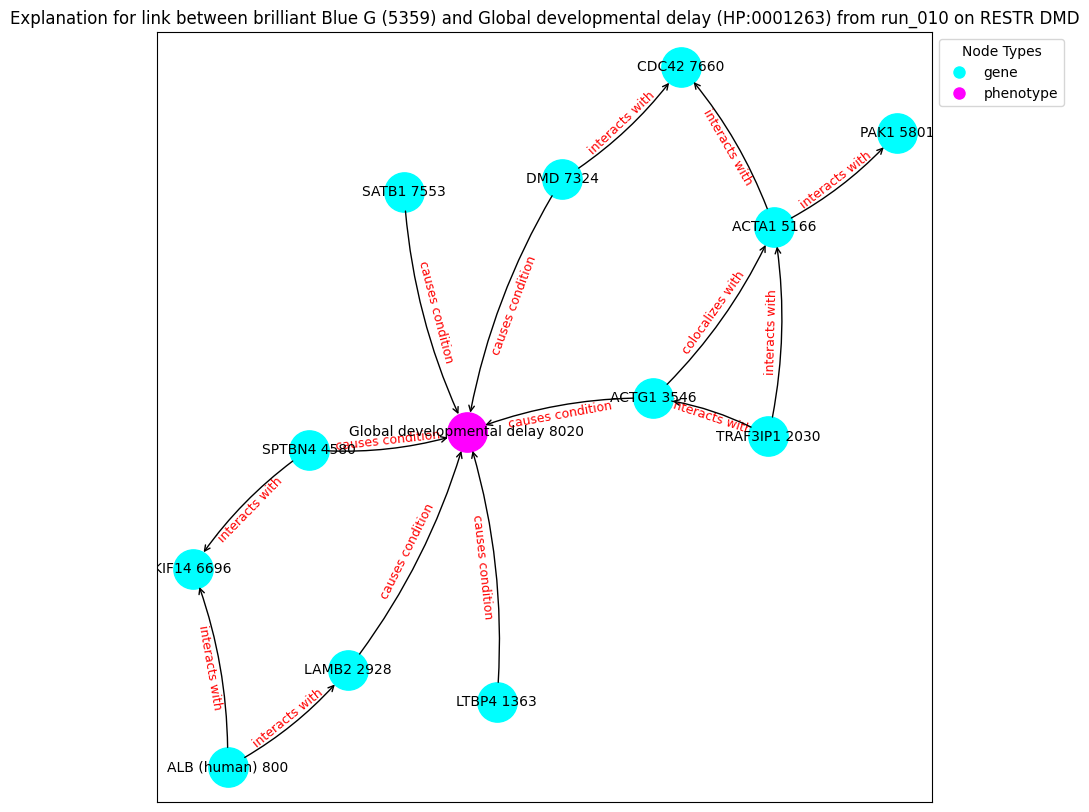 Explanation for link between brilliant Blue G (5359) and Global developmental delay (HP:0001263) from run_010 on RESTR DMD
Node Types
gene
phenotype
CDC42 7660
PAK1 5801
interacts with
DMD 7324
SATB1 7553
interacts with
interacts with
ACTA1 5166
causes condition
causes condition
colocalizes with
interacts with
ACTG1 3546
causes condition
interacts with
Global developmental delay 8020
TRAF3IP1 2030
causes condition
SPTBN4 4580
interacts with
causes condition
causes condition
KIF14 6696
interacts with
LAMB2 2928
LTBP4 1363
interacts with
ALB (human) 800